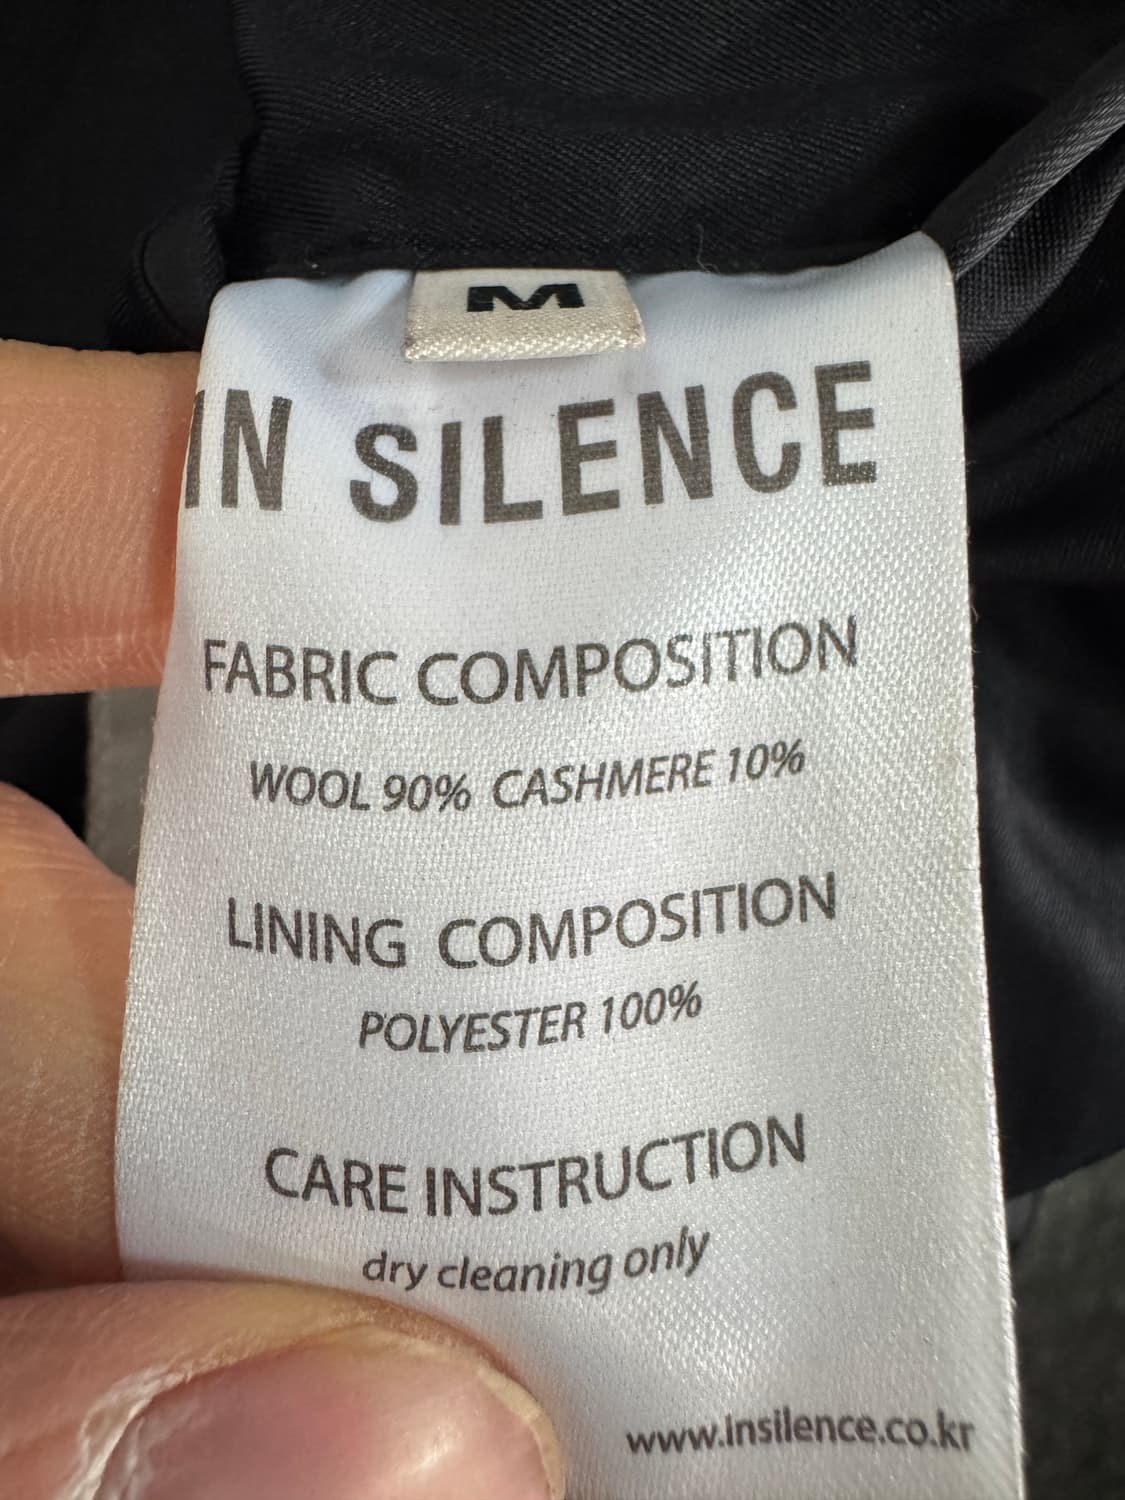 M
IN SILENCE
FABRIC COMPOSITION
WOOL 90% CASHMERE 10%
LINING COMPOSITION
POLYESTER 100%
CARE INSTRUCTION
dry cleaning only
www.insilence.co.kr